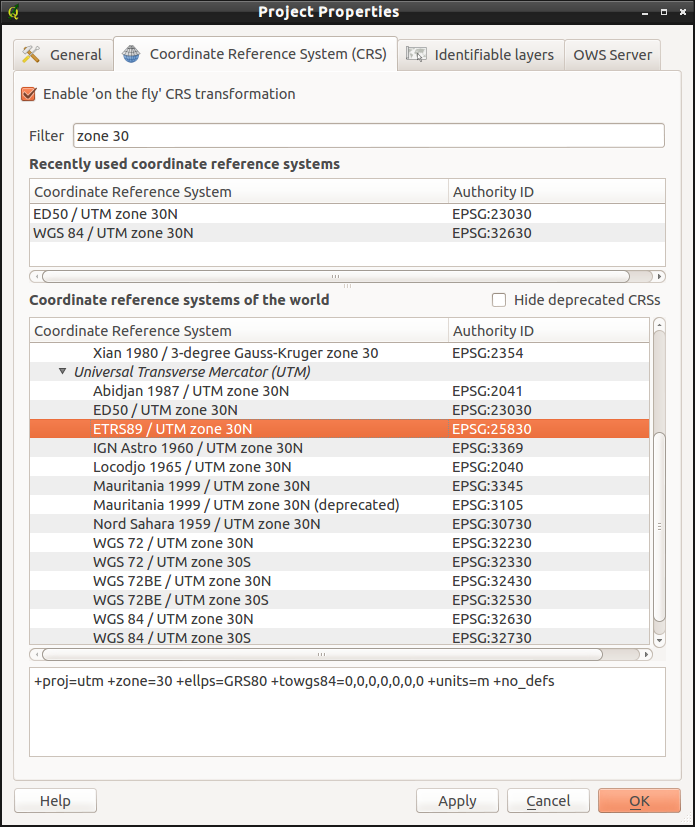 Project Properties
General Coordinate Reference System (CRS) Identifiable layers OWS Server
Enable 'on the fly' CRS transformation
Filter zone 30
Recently used coordinate reference systems
Coordinate Reference System Authority ID
ED50 / UTM zone 30N EPSG:23030
WGS 84 / UTM zone 30N EPSG:32630
Coordinate reference systems of the world Hide deprecated CRSs
Coordinate Reference System Authority ID
Xian 1980 / 3-degree Gauss-Kruger zone 30 EPSG:2354
Universal Transverse Mercator (UTM)
Abidjan 1987 / UTM zone 30N EPSG:2041
ED50 / UTM zone 30N EPSG:23030
ETRS89 / UTM zone 30N EPSG:25830
IGN Astro 1960 / UTM zone 30N EPSG:3369
Locodjo 1965 / UTM zone 30N EPSG:2040
Mauritania 1999 / UTM zone 30N EPSG:3345
Mauritania 1999 / UTM zone 30N (deprecated) EPSG:3105
Nord Sahara 1959 / UTM zone 30N EPSG:30730
WGS 72 / UTM zone 30N EPSG:32230
WGS 72 / UTM zone 30S EPSG:32330
WGS 72BE / UTM zone 30N EPSG:32430
WGS 72BE / UTM zone 30S EPSG:32530
WGS 84 / UTM zone 30N EPSG:32630
WGS 84 / UTM zone 30S EPSG:32730
+proj=utm +zone=30 +ellps=GRS80 +towgs84=0,0,0,0,0,0,0 +units=m +no_defs
Help Apply Cancel OK